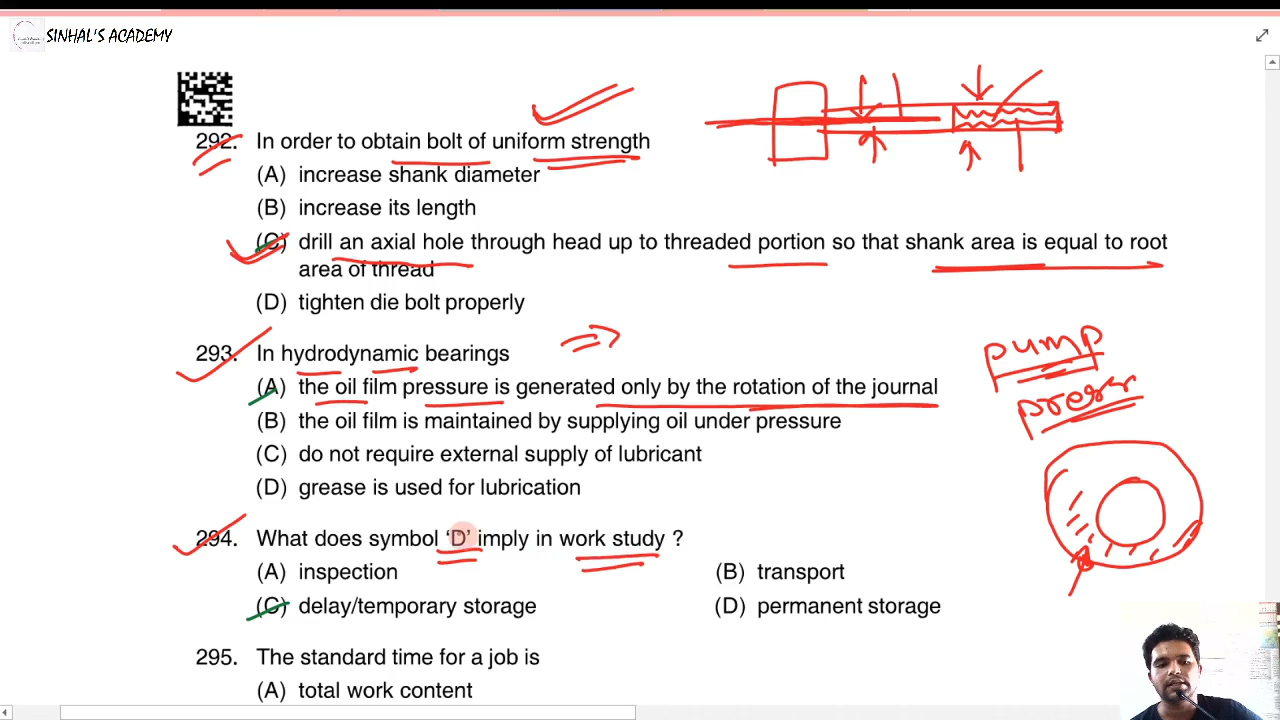 SINHAL'S ACADEMY
292. In order to obtain bolt of uniform strength
(A) increase shank diameter
(B) increase its length
(C) drill an axial hole through head up to threaded portion so that shank area is equal to root
area of thread
(D) tighten die bolt properly
293. In hydrodynamic bearings
(A) the oil film pressure is generated only by the rotation of the journal
(B) the oil film is maintained by supplying oil under pressure
(C) do not require external supply of lubricant
(D) grease is used for lubrication
pump
press
294. What does symbol ‘D’ imply in work study ?
(A) inspection (B) transport
(C) delay/temporary storage (D) permanent storage
295. The standard time for a job is
(A) total work content